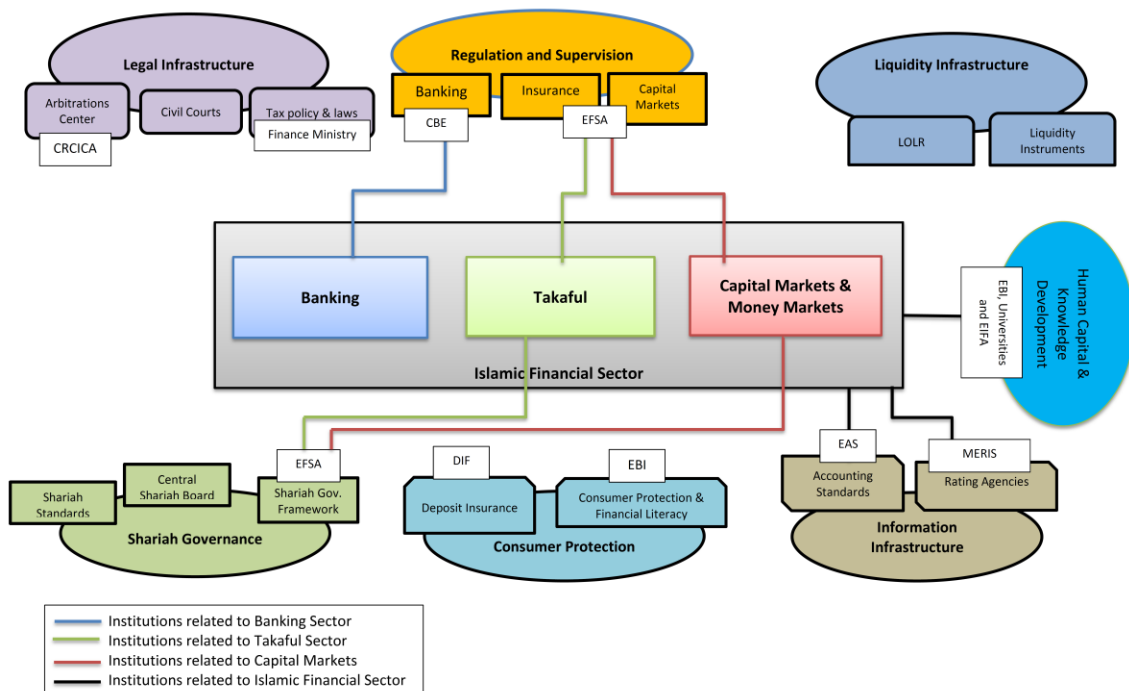 Legal Infrastructure
Arbitrations
Center
CRCICA
Civil Courts
Tax policy & laws
Finance Ministry
Regulation and Supervision
Banking
CBE
Insurance
Capital
Markets
EFSA
Liquidity Infrastructure
LOLR
Liquidity
Instruments
Banking
Takaful
Capital Markets &
Money Markets
Islamic Financial Sector
EBI, Universities
and EIFA
Human Capital &
Knowledge
Development
Shariah
Standards
Central
Shariah Board
EFSA
Shariah Gov.
Framework
Shariah Governance
DIF
Deposit Insurance
EBI
Consumer Protection &
Financial Literacy
Consumer Protection
EAS
Accounting
Standards
MERIS
Rating Agencies
Information
Infrastructure
Institutions related to Banking Sector
Institutions related to Takaful Sector
Institutions related to Capital Markets
Institutions related to Islamic Financial Sector